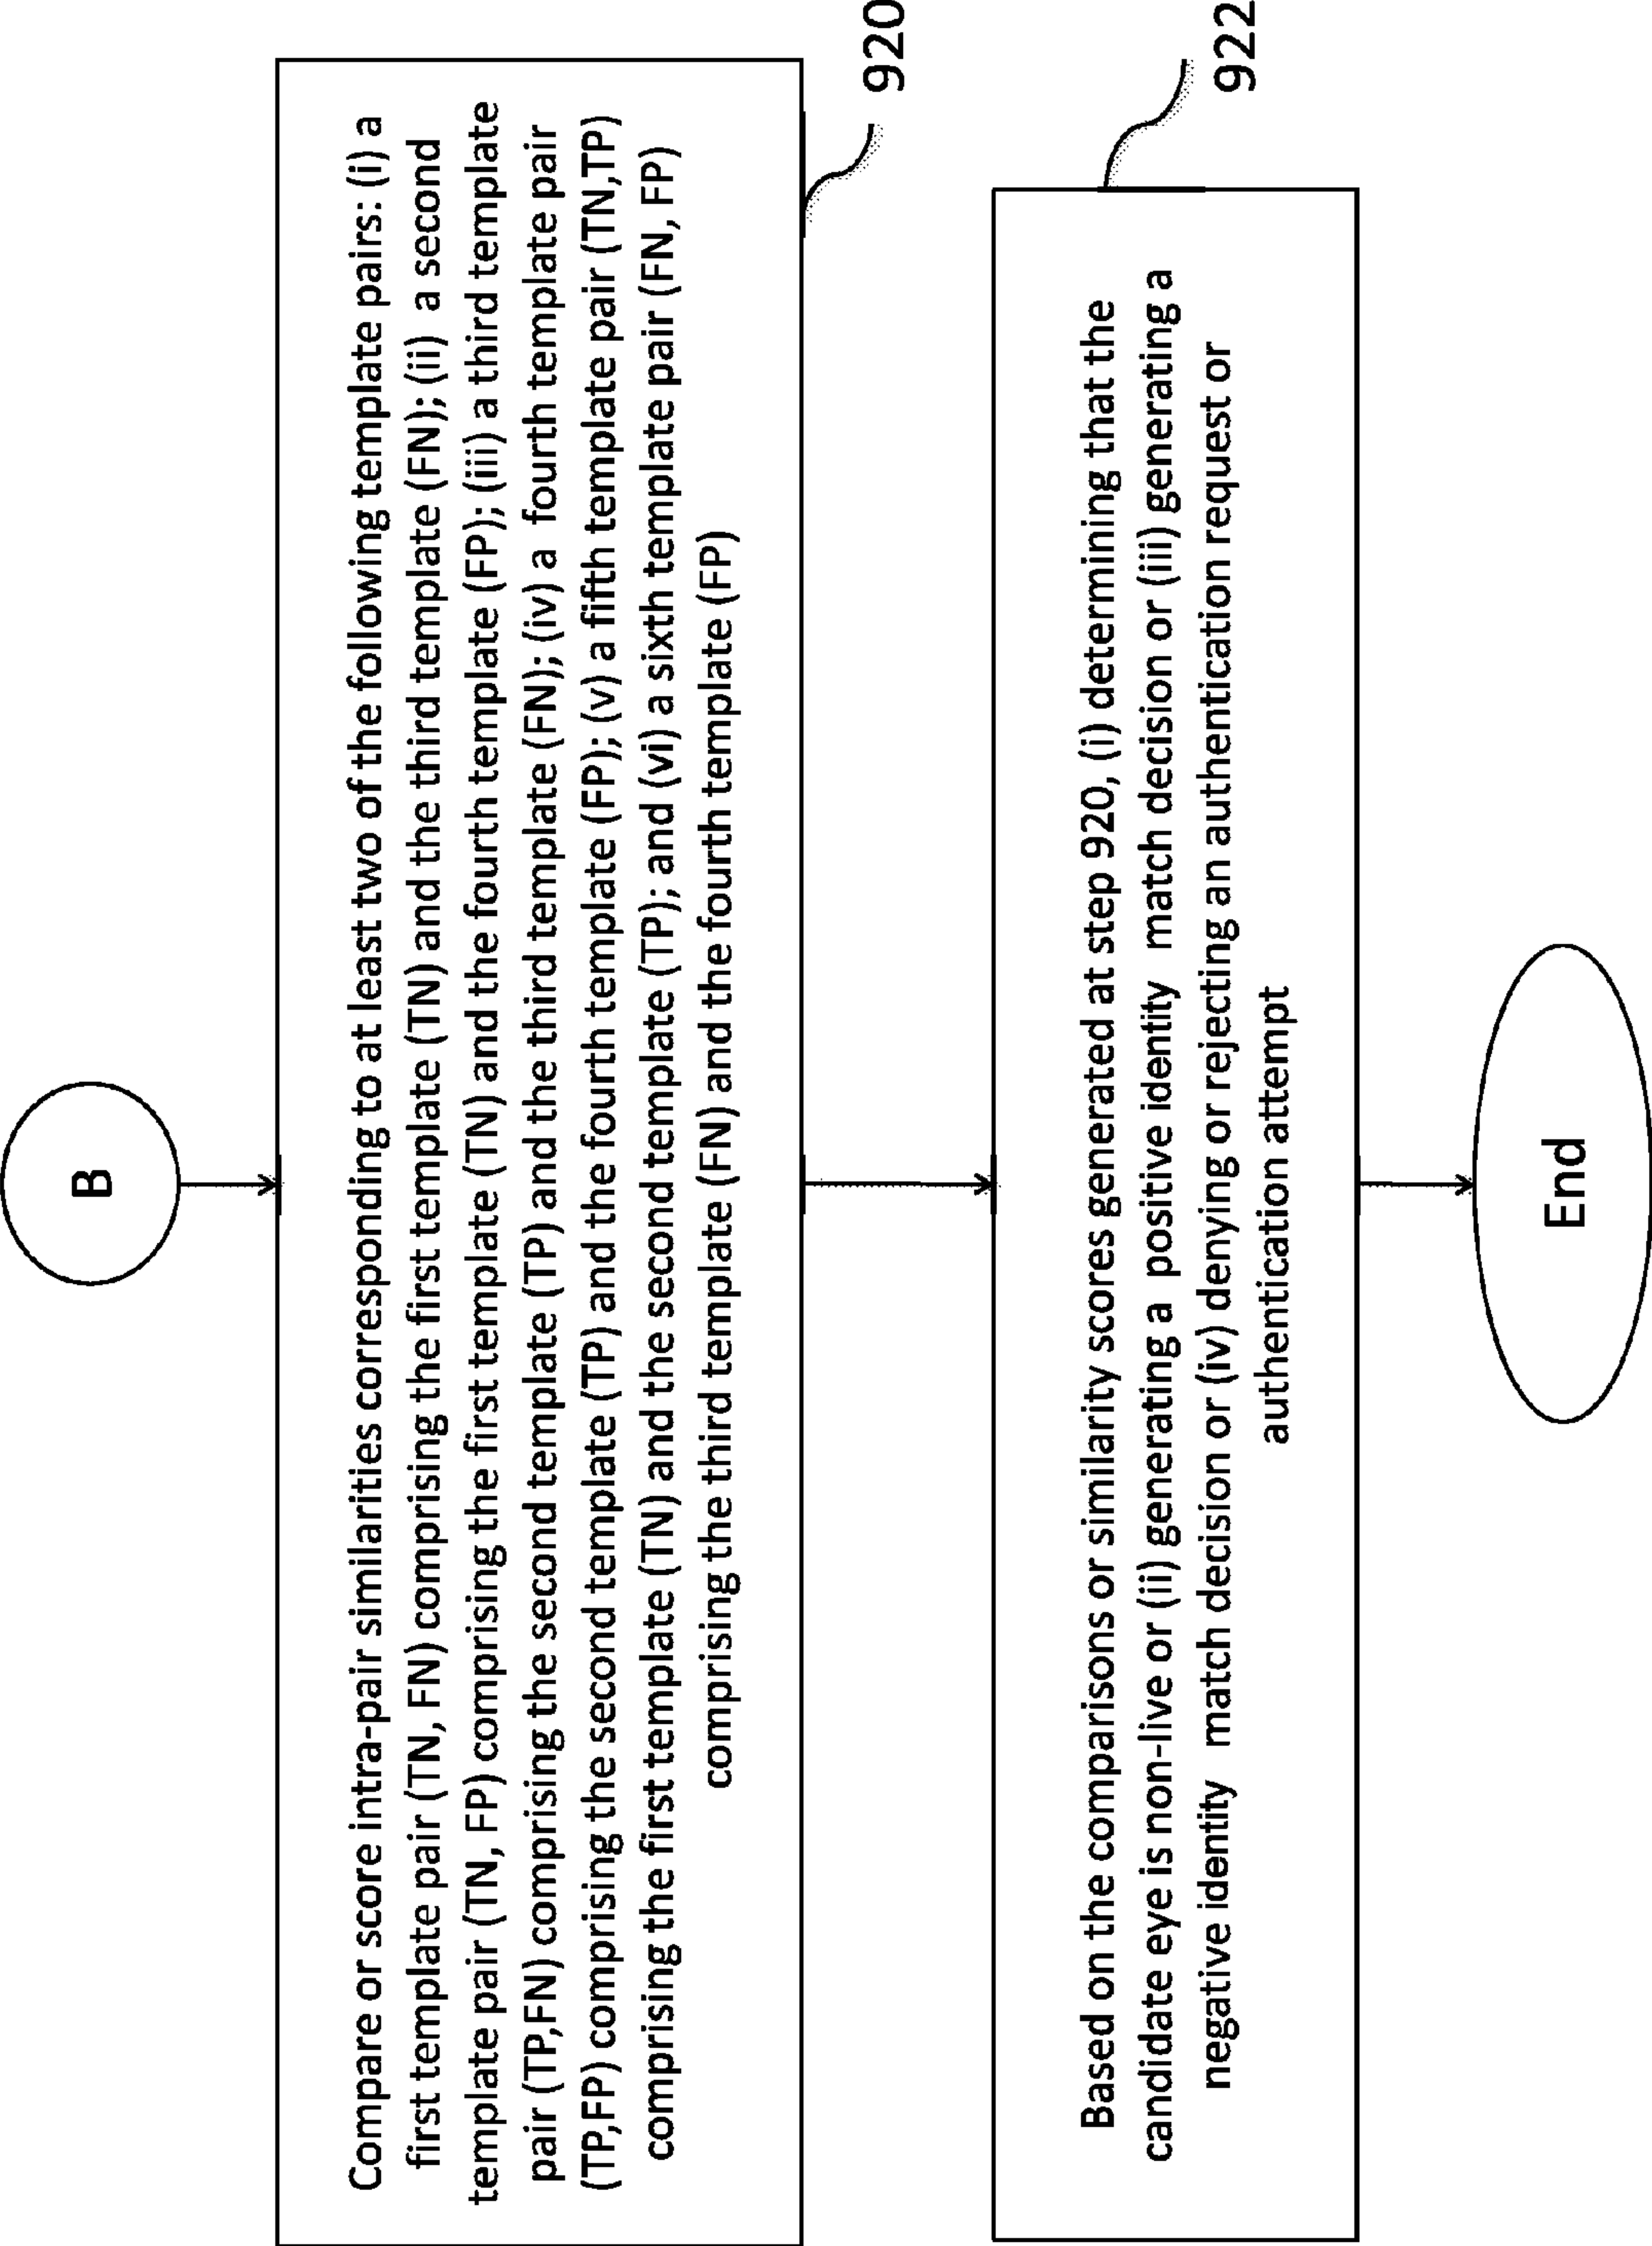 B
Compare or score intra-pair similarities corresponding to at least two of the following template pairs: (i) a
first template pair (TN, FN) comprising the first template (TN) and the third template (FN); (ii) a second
template pair (TN, FP) comprising the first template (TN) and the fourth template (FP); (iii) a third template
pair (TP,FN) comprising the second template (TP) and the third template (FN); (iv) a fourth template pair
(TP,FP) comprising the second template (TP) and the fourth template (FP); (v) a fifth template pair (TN,TP)
comprising the first template (TN) and the second template (TP); and (vi) a sixth template pair (FN, FP)
comprising the third template (FN) and the fourth template (FP)
920
Based on the comparisons or similarity scores generated at step 920, (i) determining that the
candidate eye is non-live or (ii) generating a positive identity match decision or (iii) generating a
negative identity match decision or (iv) denying or rejecting an authentication request or
authentication attempt
922
End